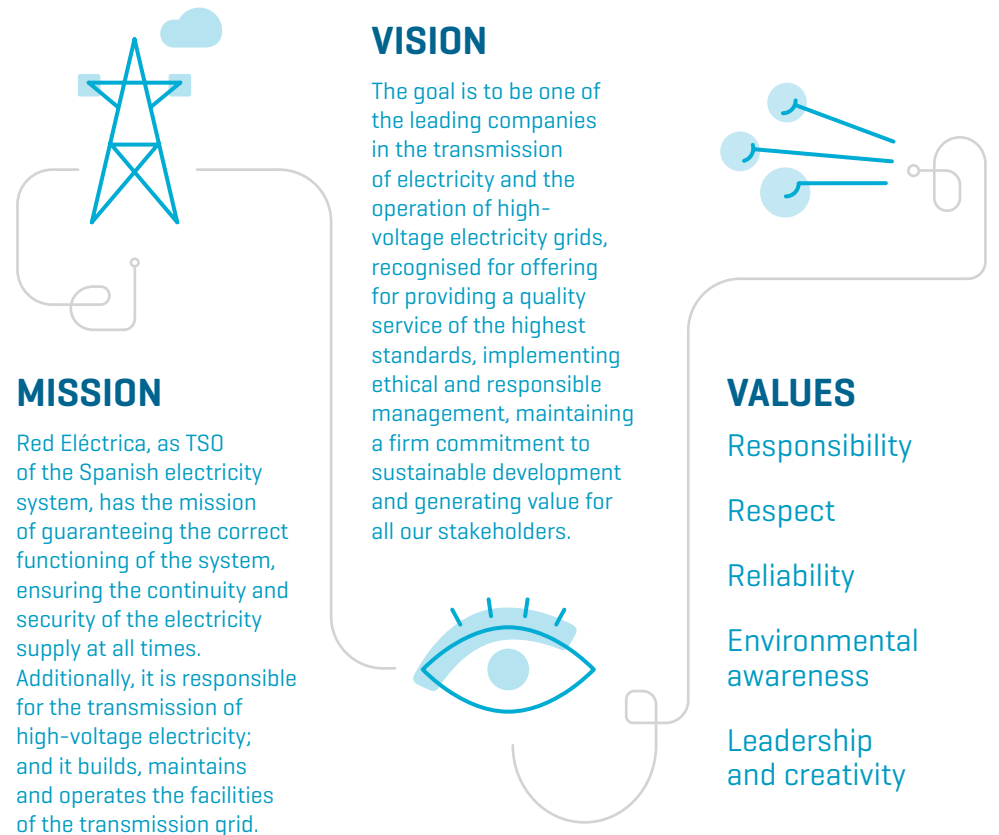 MISSION
Red Eléctrica, as TSO
of the Spanish electricity
system, has the mission
of guaranteeing the correct
functioning of the system,
ensuring the continuity and
security of the electricity
supply at all times.
Additionally, it is responsible
for the transmission of
high-voltage electricity;
and it builds, maintains
and operates the facilities
of the transmission grid.
VISION
The goal is to be one of
the leading companies
in the transmission
of electricity and the
operation of high-
voltage electricity grids,
recognised for offering
for providing a quality
service of the highest
standards, implementing
ethical and responsible
management, maintaining
a firm commitment to
sustainable development
and generating value for
all our stakeholders.
VALUES
Responsibility
Respect
Reliability
Environmental
awareness
Leadership
and creativity